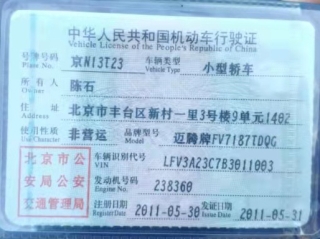 中华人民共和国机动车行驶证
Vehicle License of the People's Republic of China
号牌号码 京N13T23 车辆类型 小型轿车
Plate No. Vehicle Type
所有人 陈石
Owner
住址 北京市丰台区新村一里3号楼9单元1402
Address
使用性质 非营运 品牌型号 迈腾牌FV7187TDQG
Use Character Model
北京市公安局公安交通管理局
车辆识别代号 LFV3A23C7B3011003
VIN
发动机号码 238360
Engine No.
注册日期 2011-05-30 发证日期 2011-05-31
Register Date Issue Date